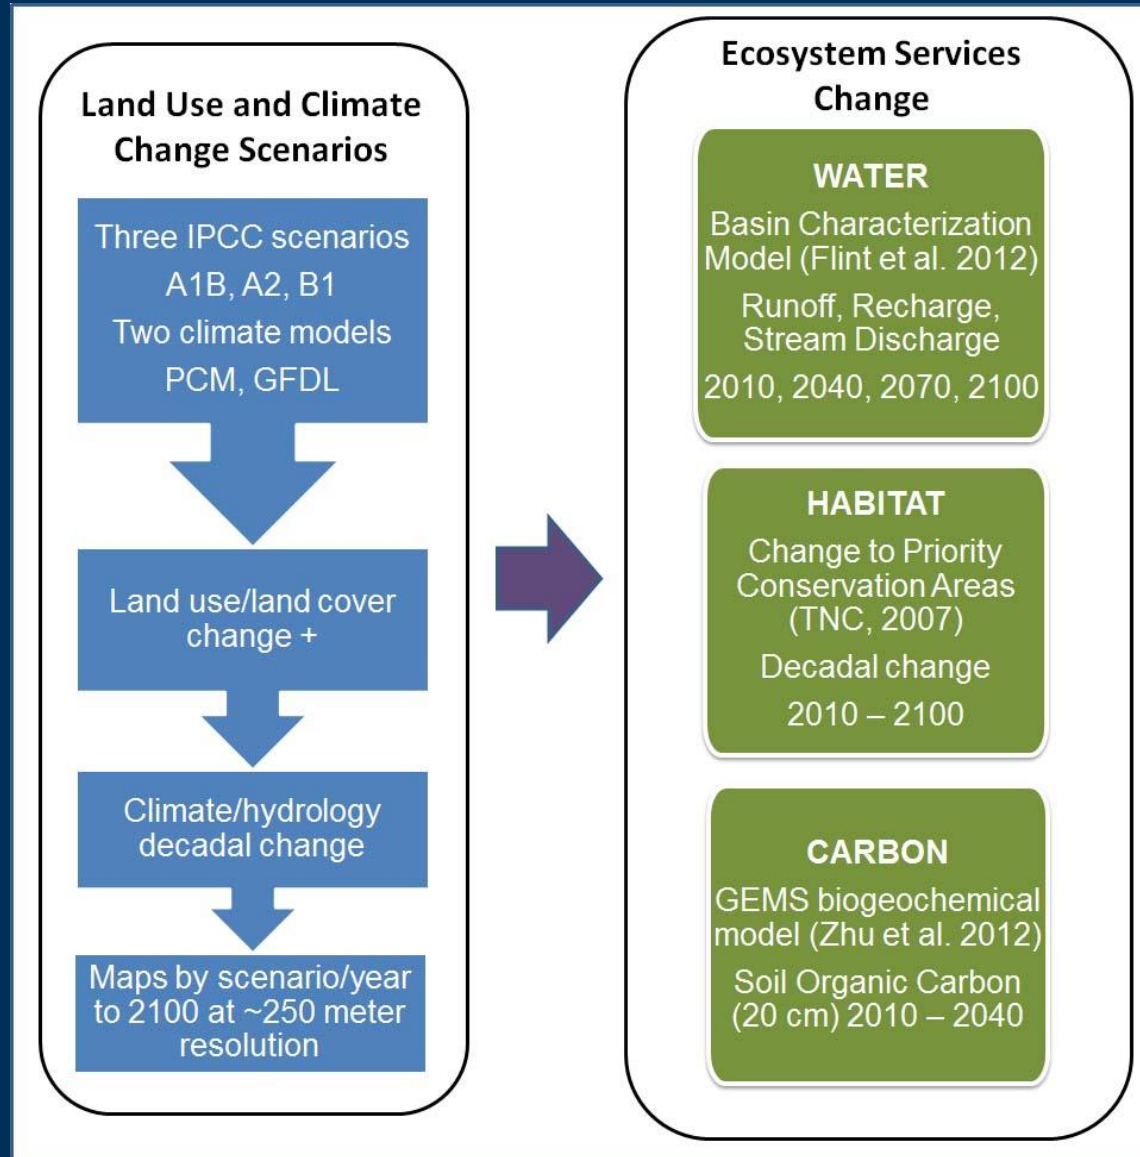 Land Use and Climate
Change Scenarios
Three IPCC scenarios
A1B, A2, B1
Two climate models
PCM, GFDL
Land use/land cover
change +
Climate/hydrology
decadal change
Maps by scenario/year
to 2100 at ~250 meter
resolution
Ecosystem Services
Change
WATER
Basin Characterization
Model (Flint et al. 2012)
Runoff, Recharge,
Stream Discharge
2010, 2040, 2070, 2100
HABITAT
Change to Priority
Conservation Areas
(TNC, 2007)
Decadal change
2010 – 2100
CARBON
GEMS biogeochemical
model (Zhu et al. 2012)
Soil Organic Carbon
(20 cm) 2010 – 2040